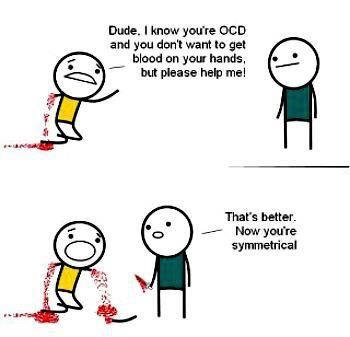 Dude, I know you're OCD
and you don't want to get
blood on your hands,
but please help me!
That's better.
Now you're
symmetrical